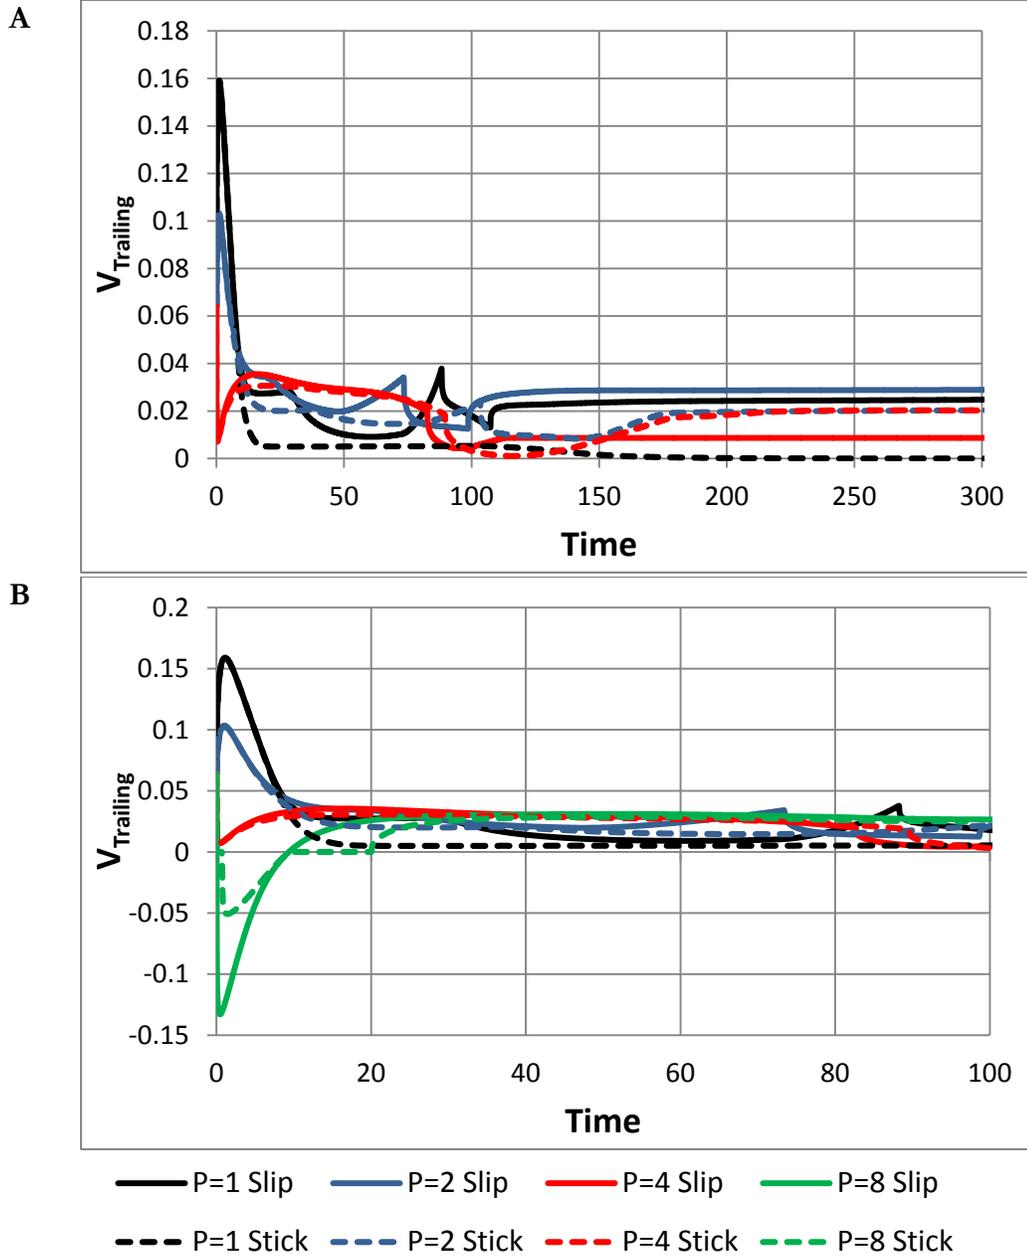 A
0.18
0.16
0.14
0.12
0.1
0.08
0.06
0.04
0.02
0
VTrailing
0 50 100 150 200 250 300
Time
B
0.2
0.15
0.1
0.05
0
-0.05
-0.1
-0.15
VTrailing
0 20 40 60 80 100
Time
P=1 Slip P=2 Slip P=4 Slip P=8 Slip
P=1 Stick P=2 Stick P=4 Stick P=8 Stick